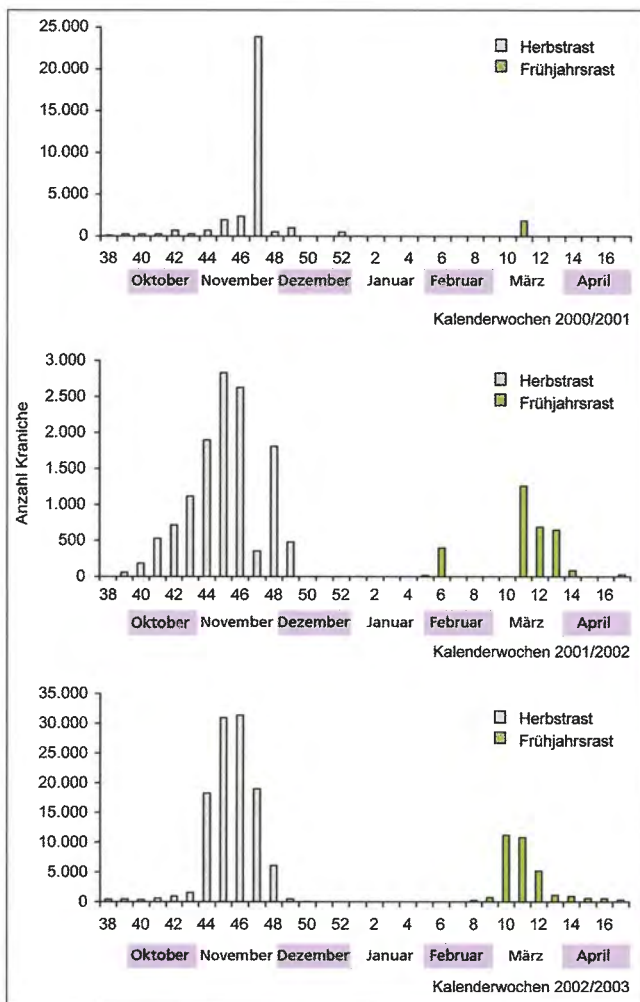 25.000
20.000
15.000
10.000
5.000
0
Herbstrast
Frühjahrsrast
38 40 42 44 46 48 50 52 2 4 6 8 10 12 14 16
Oktober November Dezember Januar Februar März April
Kalenderwochen 2000/2001
Anzahl Kraniche
3.000
2.500
2.000
1.500
1.000
500
0
Herbstrast
Frühjahrsrast
38 40 42 44 46 48 50 52 2 4 6 8 10 12 14 16
Oktober November Dezember Januar Februar März April
Kalenderwochen 2001/2002
35.000
30.000
25.000
20.000
15.000
10.000
5.000
0
Herbstrast
Frühjahrsrast
38 40 42 44 46 48 50 52 2 4 6 8 10 12 14 16
Oktober November Dezember Januar Februar März April
Kalenderwochen 2002/2003